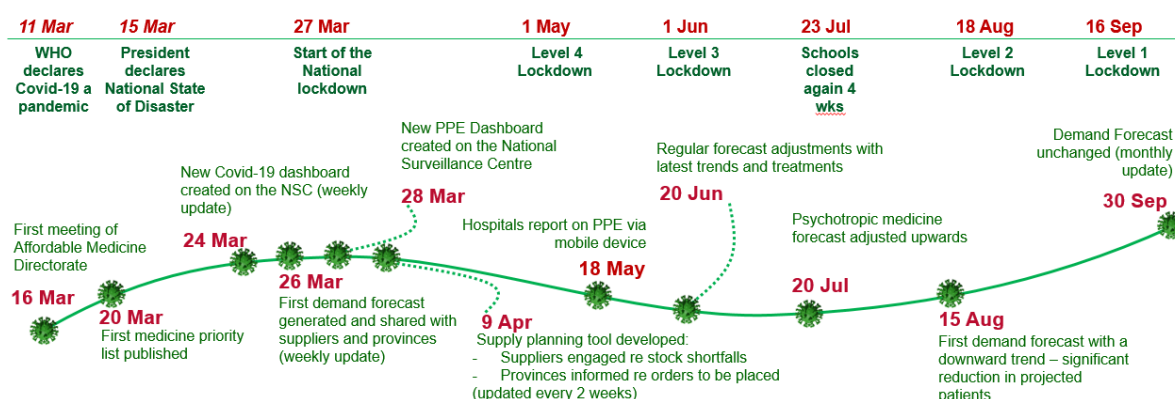 11 Mar
15 Mar
27 Mar
1 May
1 Jun
23 Jul
18 Aug
16 Sep
WHO
declares
Covid-19 a
pandemic
President
declares
National State
of Disaster
Start of the
National
lockdown
Level 4
Lockdown
Level 3
Lockdown
Schools
closed
again 4
wks
Level 2
Lockdown
Level 1
Lockdown
First meeting of
Affordable Medicine
Directorate
16 Mar
20 Mar
First medicine priority
list published
New Covid-19 dashboard
created on the NSC (weekly
update)
24 Mar
26 Mar
First demand forecast
generated and shared with
suppliers and provinces
(weekly update)
New PPE Dashboard
created on the National
Surveillance Centre
28 Mar
9 Apr
Supply planning tool developed:
- Suppliers engaged re stock shortfalls
- Provinces informed re orders to be placed
(updated every 2 weeks)
Hospitals report on PPE via
mobile device
18 May
Regular forecast adjustments with
latest trends and treatments
20 Jun
Psychotropic medicine
forecast adjusted upwards
20 Jul
15 Aug
First demand forecast with a
downward trend – significant
reduction in projected
patients
Demand Forecast
unchanged (monthly
update)
30 Sep